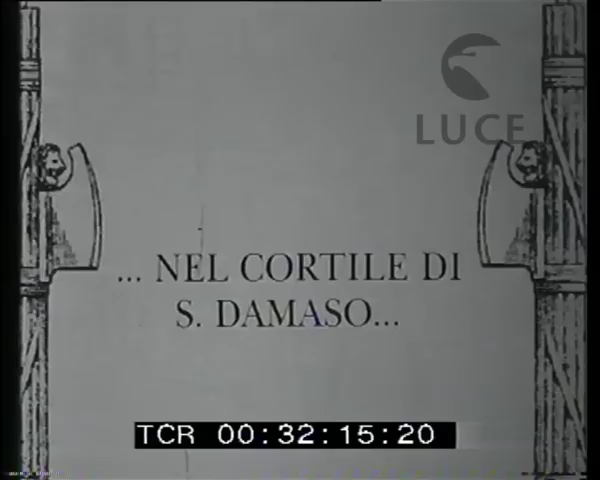 LUCE
... NEL CORTILE DI
S. DAMASO...
TCR 00:32:15:20